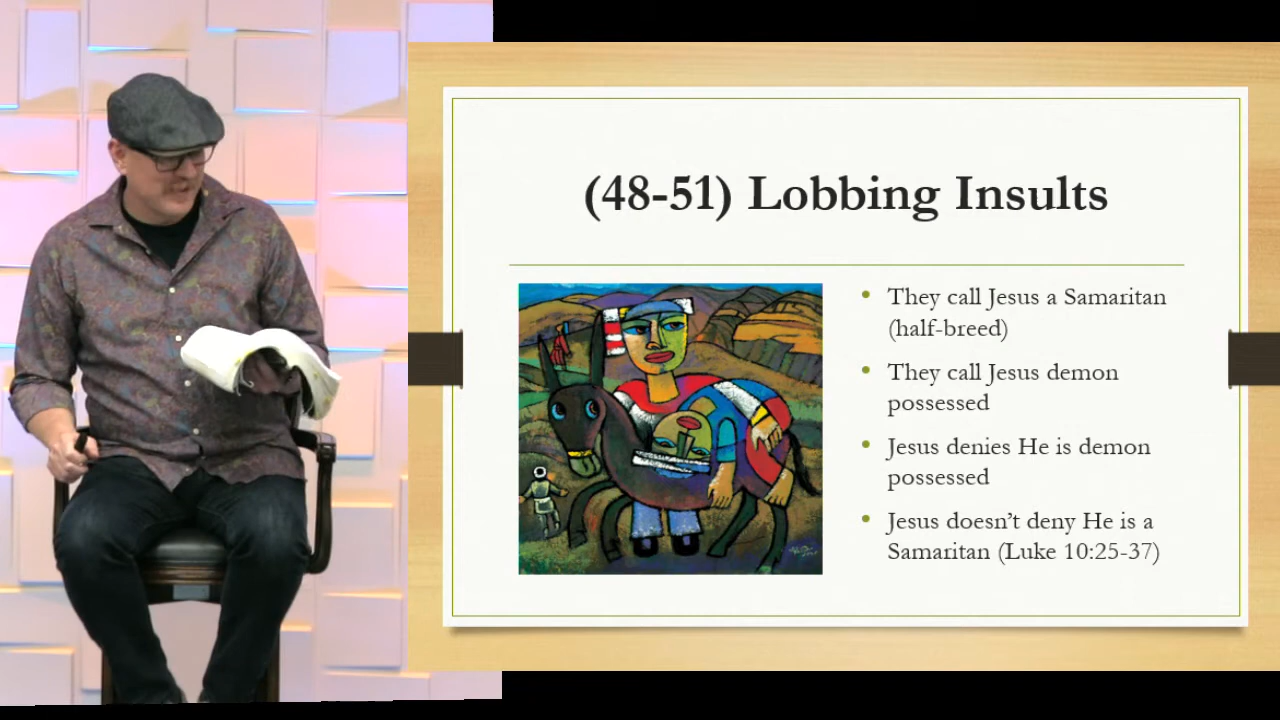 (48-51) Lobbing Insults
• They call Jesus a Samaritan
(half-breed)
• They call Jesus demon
possessed
• Jesus denies He is demon
possessed
• Jesus doesn’t deny He is a
Samaritan (Luke 10:25-37)